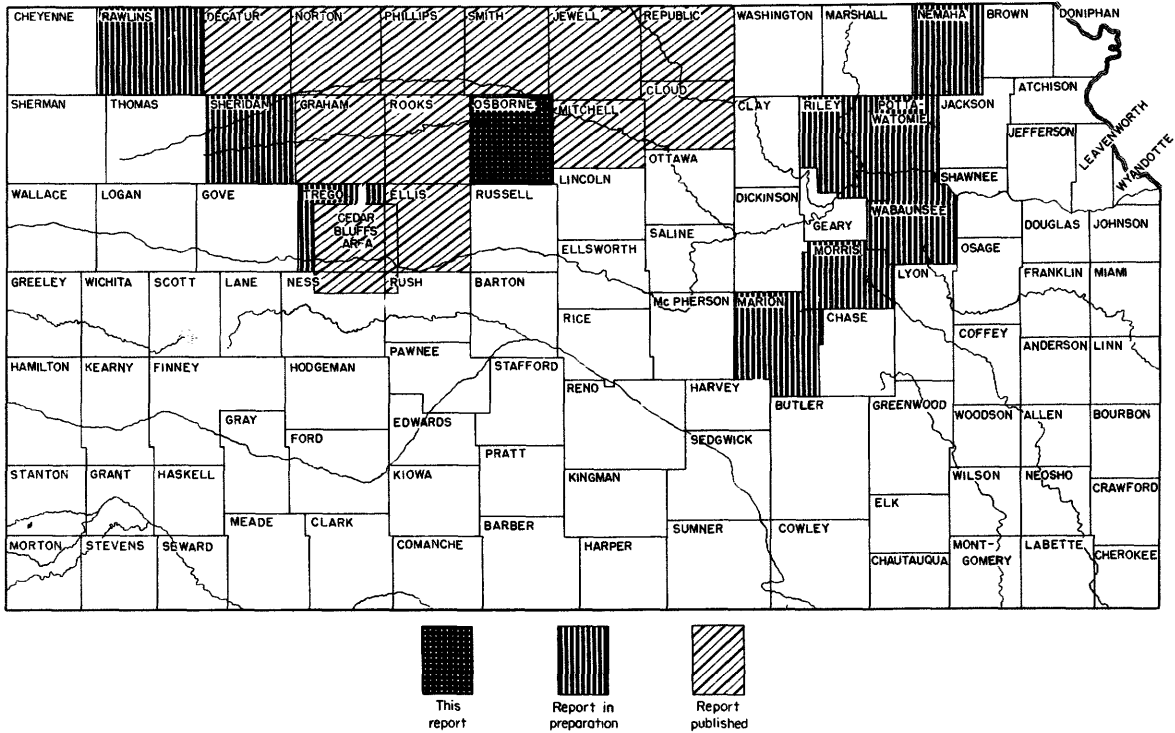 CHEYENNE RAWLINS DECATUR NORTON PHILLIPS SMITH JEWELL REPUBLIC WASHINGTON MARSHALL NEMAHA BROWN DONIPHAN
SHERMAN THOMAS SHERIDAN GRAHAM ROOKS OSBORNE MITCHELL CLOUD CLAY RILEY POTTA-
WATOMIE JACKSON ATCHISON
JEFFERSON LEAVENWORTH WYANDOTTE
OTTAWA
WALLACE LOGAN GOVE TREGO ELLIS RUSSELL LINCOLN DICKINSON SHAWNEE
CEDAR
BLUFFS
AREA
WABAUNSEE
GEARY DOUGLAS JOHNSON
SALINE
ELLSWORTH MORRIS OSAGE
GREELEY WICHITA SCOTT LANE NESS RUSH BARTON LYON FRANKLIN MIAMI
Mc PHERSON MARION
RICE CHASE
COFFEY
PAWNEE ANDERSON LINN
HAMILTON KEARNY FINNEY HODGEMAN STAFFORD
RENO HARVEY
BUTLER GREENWOOD
GRAY EDWARDS WOODSON ALLEN BOURBON
FORD SEDGWICK
PRATT
STANTON GRANT HASKELL KIOWA KINGMAN WILSON NEOSHO
CRAWFORD
ELK
MEADE CLARK BARBER SUMNER COWLEY
MORTON STEVENS SEWARD COMANCHE HARPER MONT-
GOMERY LABETTE
CHEROKEE
CHAUTAUQUA
This
report
Report in
preparation
Report
published